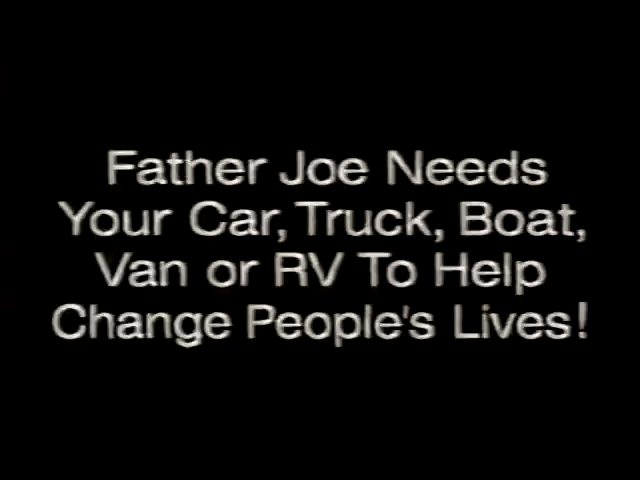 Father Joe Needs
Your Car, Truck, Boat,
Van or RV To Help
Change People's Lives!